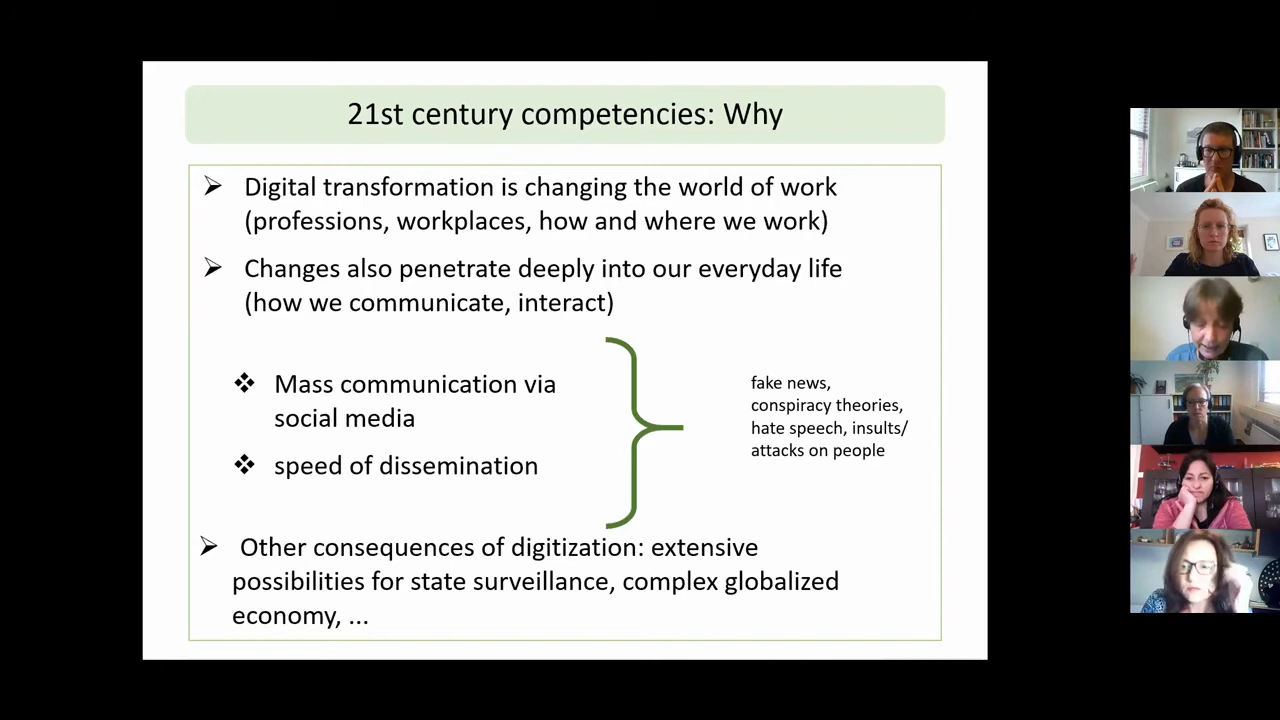 21st century competencies: Why
Digital transformation is changing the world of work
(professions, workplaces, how and where we work)
Changes also penetrate deeply into our everyday life
(how we communicate, interact)
Mass communication via
social media
speed of dissemination
fake news,
conspiracy theories,
hate speech, insults/
attacks on people
Other consequences of digitization: extensive
possibilities for state surveillance, complex globalized
economy, ...